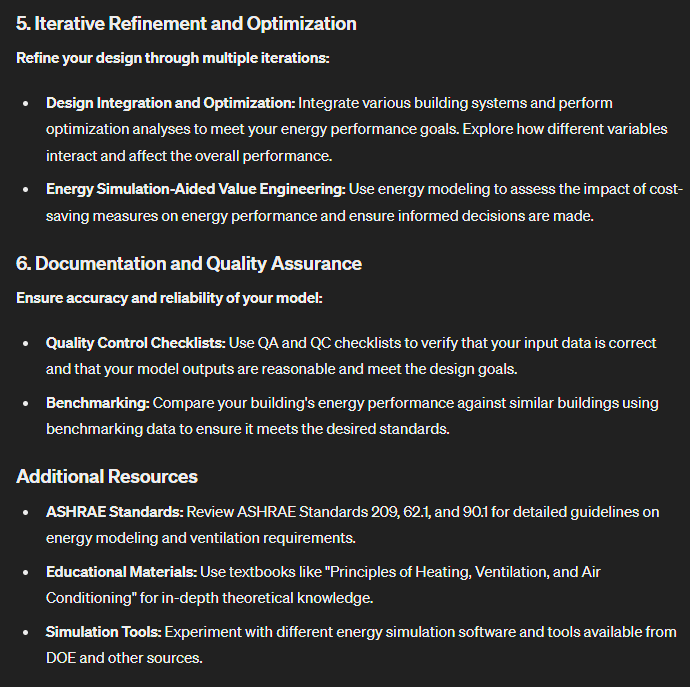 5. Iterative Refinement and Optimization
Refine your design through multiple iterations:
• Design Integration and Optimization: Integrate various building systems and perform
optimization analyses to meet your energy performance goals. Explore how different variables
interact and affect the overall performance.
• Energy Simulation-Aided Value Engineering: Use energy modeling to assess the impact of cost-
saving measures on energy performance and ensure informed decisions are made.
6. Documentation and Quality Assurance
Ensure accuracy and reliability of your model:
• Quality Control Checklists: Use QA and QC checklists to verify that your input data is correct
and that your model outputs are reasonable and meet the design goals.
• Benchmarking: Compare your building's energy performance against similar buildings using
benchmarking data to ensure it meets the desired standards.
Additional Resources
• ASHRAE Standards: Review ASHRAE Standards 209, 62.1, and 90.1 for detailed guidelines on
energy modeling and ventilation requirements.
• Educational Materials: Use textbooks like "Principles of Heating, Ventilation, and Air
Conditioning" for in-depth theoretical knowledge.
• Simulation Tools: Experiment with different energy simulation software and tools available from
DOE and other sources.